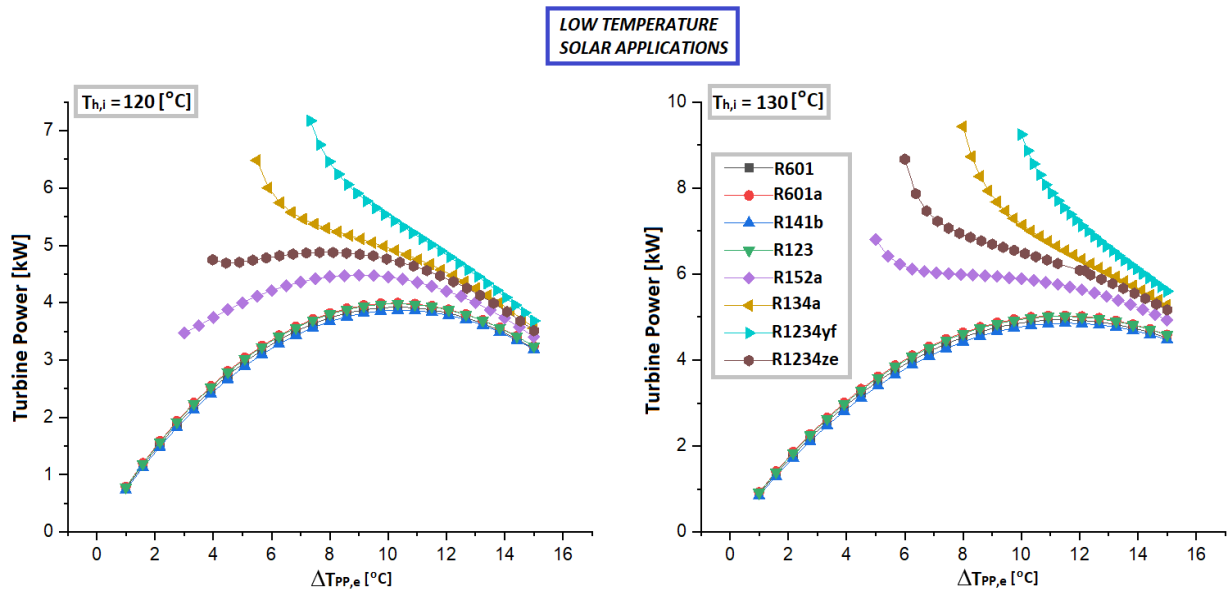 LOW TEMPERATURE
SOLAR APPLICATIONS
Th,i = 120 [°C]
Turbine Power [kW]
7
6
5
4
3
2
1
0
0 2 4 6 8 10 12 14 16
ΔTPP,e [°C]
Th,i = 130 [°C]
Turbine Power [kW]
10
8
6
4
2
0
R601
R601a
R141b
R123
R152a
R134a
R1234yf
R1234ze
0 2 4 6 8 10 12 14 16
ΔTPP,e [°C]